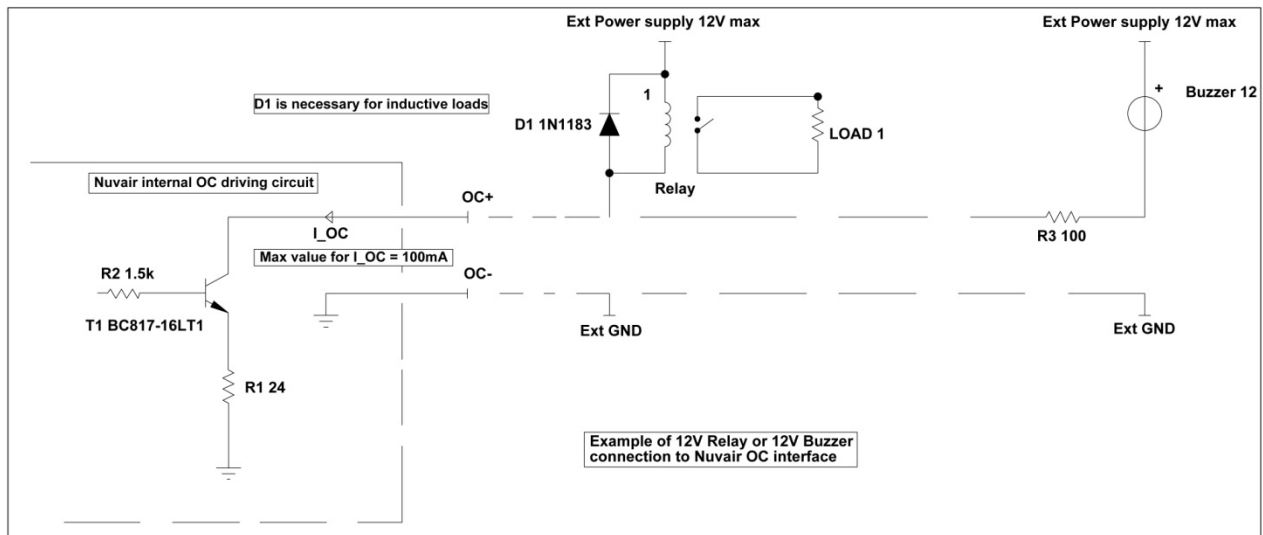 Ext Power supply 12V max
Ext Power supply 12V max
D1 is necessary for inductive loads
1
+
Buzzer 12
D1 1N1183
LOAD 1
Relay
Nuvair internal OC driving circuit
OC+
I_OC
R3 100
Max value for I_OC = 100mA
R2 1.5k
OC-
T1 BC817-16LT1
Ext GND
Ext GND
R1 24
Example of 12V Relay or 12V Buzzer
connection to Nuvair OC interface